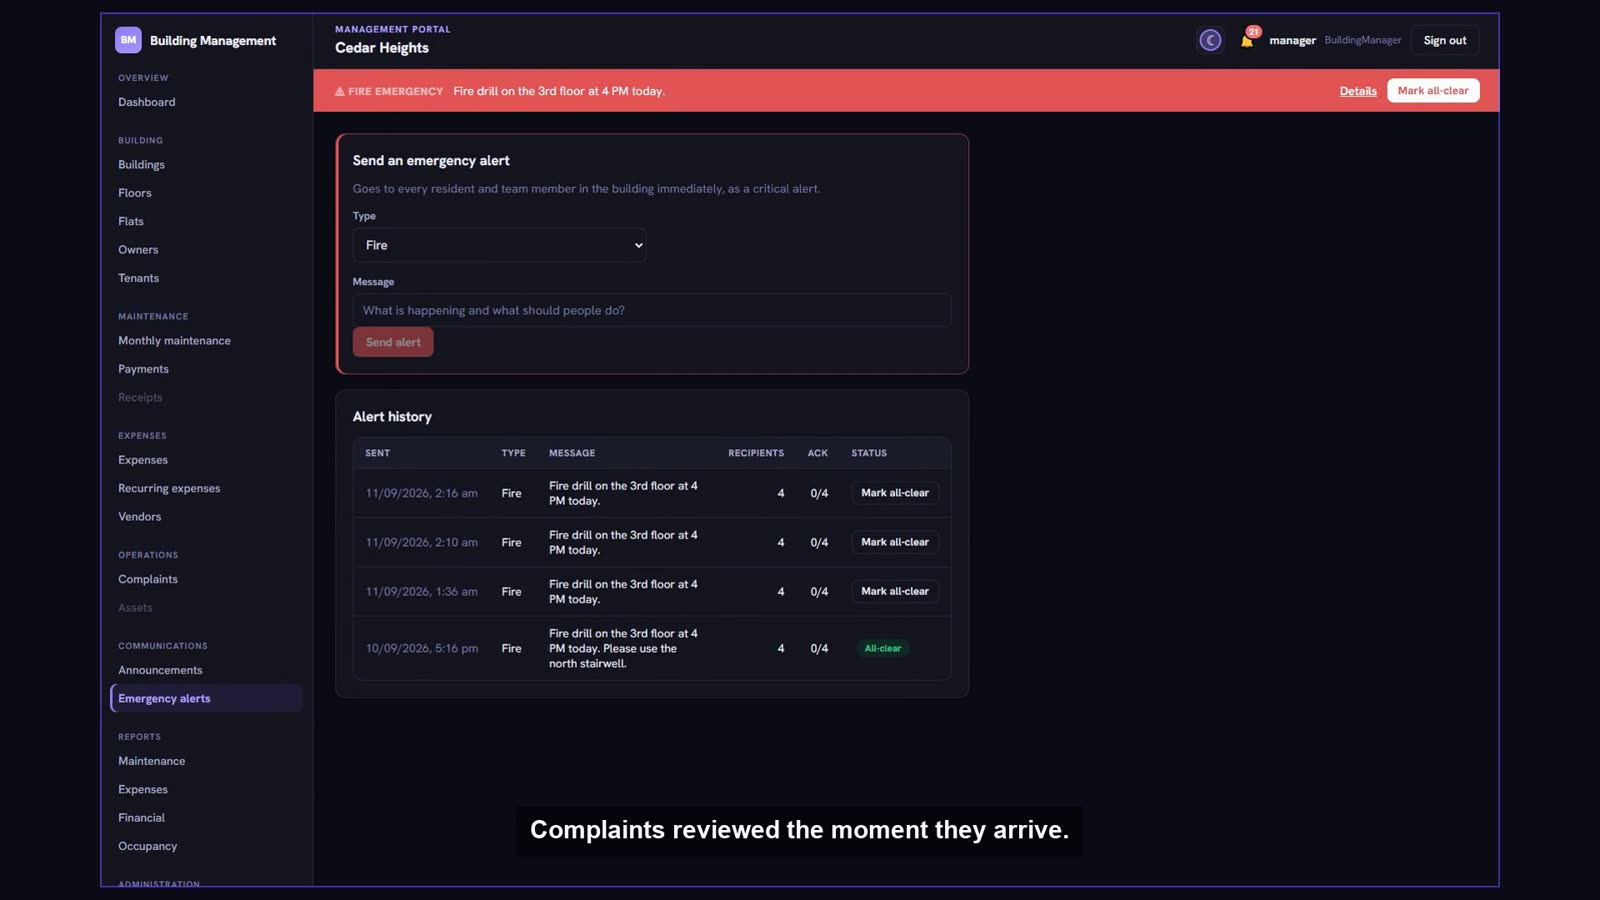 BM
Building Management
OVERVIEW
Dashboard
BUILDING
Buildings
Floors
Flats
Owners
Tenants
MAINTENANCE
Monthly maintenance
Payments
Receipts
EXPENSES
Expenses
Recurring expenses
Vendors
OPERATIONS
Complaints
Assets
COMMUNICATIONS
Announcements
Emergency alerts
REPORTS
Maintenance
Expenses
Financial
Occupancy
ADMINISTRATION
MANAGEMENT PORTAL
Cedar Heights
21
manager BuildingManager
Sign out
FIRE EMERGENCY Fire drill on the 3rd floor at 4 PM today.
Details
Mark all-clear
Send an emergency alert
Goes to every resident and team member in the building immediately, as a critical alert.
Type
Fire
Message
What is happening and what should people do?
Send alert
Alert history
SENT TYPE MESSAGE RECIPIENTS ACK STATUS
11/09/2026, 2:16 am Fire Fire drill on the 3rd floor at 4 4 0/4 Mark all-clear
PM today.
11/09/2026, 2:10 am Fire Fire drill on the 3rd floor at 4 4 0/4 Mark all-clear
PM today.
11/09/2026, 1:36 am Fire Fire drill on the 3rd floor at 4 4 0/4 Mark all-clear
PM today.
10/09/2026, 5:16 pm Fire Fire drill on the 3rd floor at 4 4 0/4 All-clear
PM today. Please use the
north stairwell.
Complaints reviewed the moment they arrive.